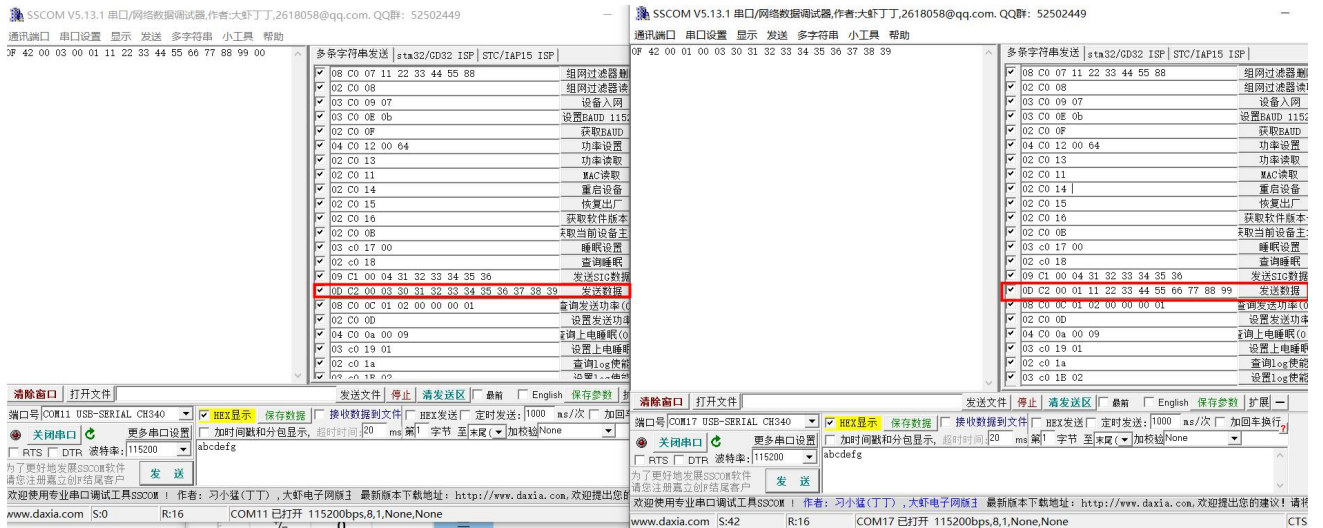 SSCOM V5.13.1 串口/网络数据调试器,作者:大虾丁丁,2618058@qq.com. QQ群: 52502449
通讯端口 串口设置 显示 发送 多字符串 小工具 帮助
0F 42 00 03 00 01 11 22 33 44 55 66 77 88 99 00
多条字符串发送 stm32/GD32 ISP STC/IAP15 ISP
08 C0 07 11 22 33 44 55 88 组网过滤器删
02 C0 08 组网过滤器读
03 C0 09 07 设备入网
03 C0 0E 0b 设置BAUD 1152
02 C0 0F 获取BAUD
04 C0 12 00 64 功率设置
02 C0 13 功率读取
02 C0 11 MAC读取
02 C0 14 重启设备
02 C0 15 恢复出厂
02 C0 16 获取软件版本
02 C0 0B 获取当前设备主
03 c0 17 00 睡眠设置
02 c0 18 查询睡眠
09 C1 00 04 31 32 33 34 35 36 发送SIG数据
0D C2 00 03 30 31 32 33 34 35 36 37 38 39 发送数据
08 C0 0C 01 02 00 00 00 01 查询发送功率(0
02 C0 0D 设置发送功率
04 C0 0a 00 09 查询上电睡眠(0
03 c0 19 01 设置上电睡眠
02 c0 1a 查询log使能
03 c0 1B 02 设置log使能
清除窗口 打开文件 发送文件 停止 清发送区 最前 English 保存参数 扩
端口号 COM11 USB-SERIAL CH340 HEX显示 保存数据 接收数据到文件 HEX发送 定时发送: 1000 ms/次 加回车
关闭串口 更多串口设置 加时间戳和分包显示, 超时时间: 20 ms 第1 字节 至 末尾 加校验None
RTS DTR 波特率: 115200 abcdefg
为了更好地发展SSCOM软件
请您注册嘉立创F结尾客户
发 送
欢迎使用专业串口调试工具SSCOM ! 作者: 习小猛(丁丁) ,大虾电子网版主 最新版本下载地址: http://www.daxia.com,欢迎提出您的
www.daxia.com S:0 R:16 COM11 已打开 115200bps,8,1,None,None
SSCOM V5.13.1 串口/网络数据调试器,作者:大虾丁丁,2618058@qq.com. QQ群: 52502449
通讯端口 串口设置 显示 发送 多字符串 小工具 帮助
0F 42 00 01 00 03 30 31 32 33 34 35 36 37 38 39
多条字符串发送 stm32/GD32 ISP STC/IAP15 ISP
08 C0 07 11 22 33 44 55 88 组网过滤器删
02 C0 08 组网过滤器读
03 C0 09 07 设备入网
03 C0 0E 0b 设置BAUD 1152
02 C0 0F 获取BAUD
04 C0 12 00 64 功率设置
02 C0 13 功率读取
02 C0 11 MAC读取
02 C0 14 重启设备
02 C0 15 恢复出厂
02 C0 16 获取软件版本
02 C0 0B 获取当前设备主
03 c0 17 00 睡眠设置
02 c0 18 查询睡眠
09 C1 00 04 31 32 33 34 35 36 发送SIG数据
0D C2 00 01 11 22 33 44 55 66 77 88 99 发送数据
08 C0 0C 01 02 00 00 00 01 查询发送功率(0
02 C0 0D 设置发送功率
04 C0 0a 00 09 查询上电睡眠(0
03 c0 19 01 设置上电睡眠
02 c0 1a 查询log使能
03 c0 1B 02 设置log使能
清除窗口 打开文件 发送文件 停止 清发送区 最前 English 保存参数 扩展
端口号 COM17 USB-SERIAL CH340 HEX显示 保存数据 接收数据到文件 HEX发送 定时发送: 1000 ms/次 加回车换行
关闭串口 更多串口设置 加时间戳和分包显示, 超时时间: 20 ms 第1 字节 至 末尾 加校验None
RTS DTR 波特率: 115200 abcdefg
为了更好地发展SSCOM软件
请您注册嘉立创F结尾客户
发 送
欢迎使用专业串口调试工具SSCOM ! 作者: 习小猛(丁丁) ,大虾电子网版主 最新版本下载地址: http://www.daxia.com,欢迎提出您的建议! 请将
www.daxia.com S:42 R:16 COM17 已打开 115200bps,8,1,None,None CTS